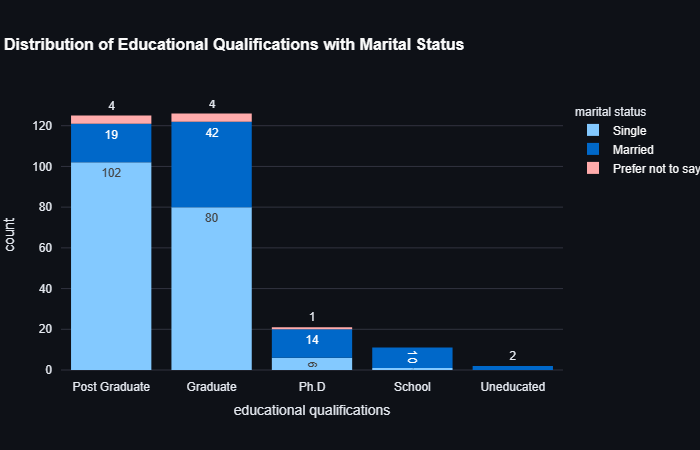 Distribution of Educational Qualifications with Marital Status
marital status
Single
Married
Prefer not to say
count
120
100
80
60
40
20
0
4
19
102
4
42
80
1
14
6
10
2
Post Graduate
Graduate
Ph.D
School
Uneducated
educational qualifications